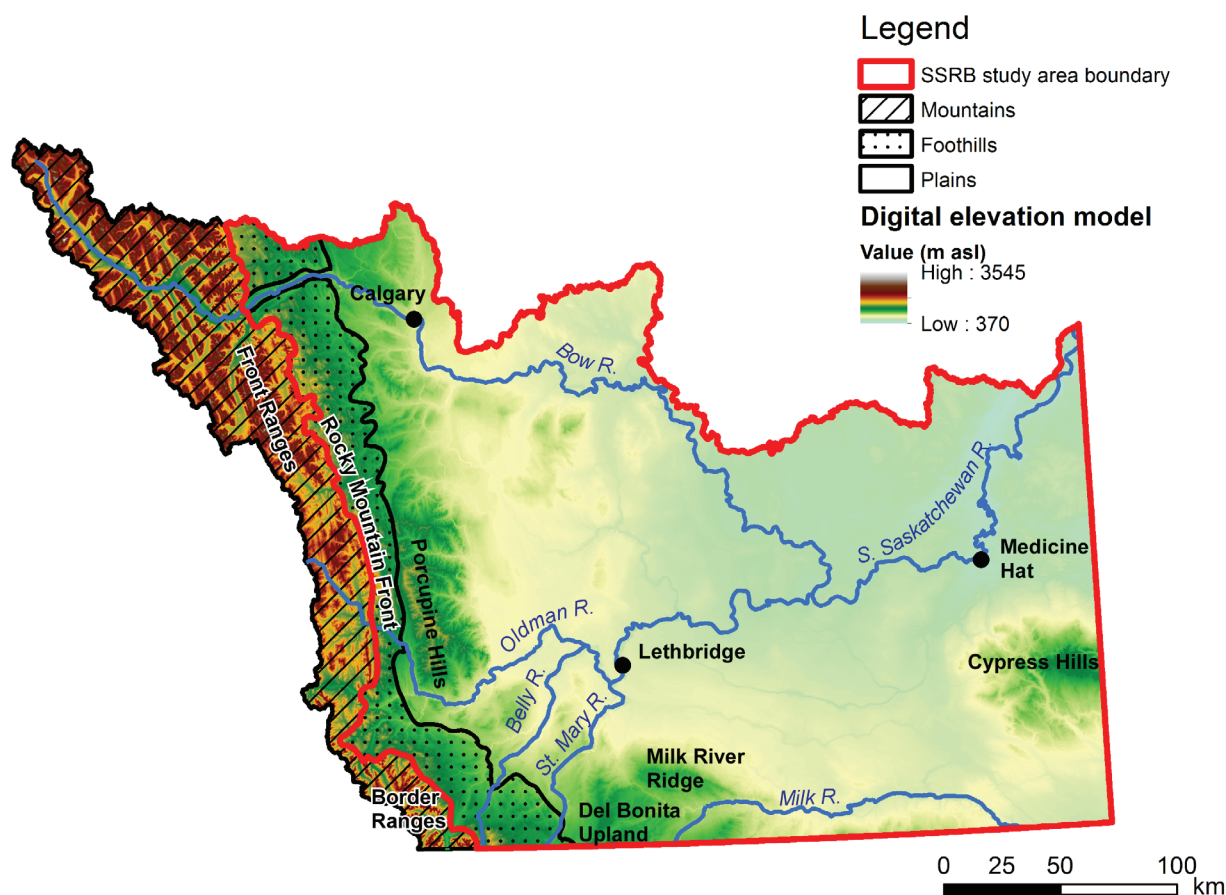 Legend
SSRB study area boundary
Mountains
Foothills
Plains
Digital elevation model
Value (m asl)
High : 3545
Low : 370
Calgary
Bow R.
Front Ranges
Rocky Mountain Front
Porcupine Hills
S. Saskatchewan R.
Medicine
Hat
Oldman R.
Lethbridge
Cypress Hills
Belly R.
St. Mary R.
Milk River
Ridge
Border
Ranges
Del Bonita
Upland
Milk R.
0 25 50 100
km